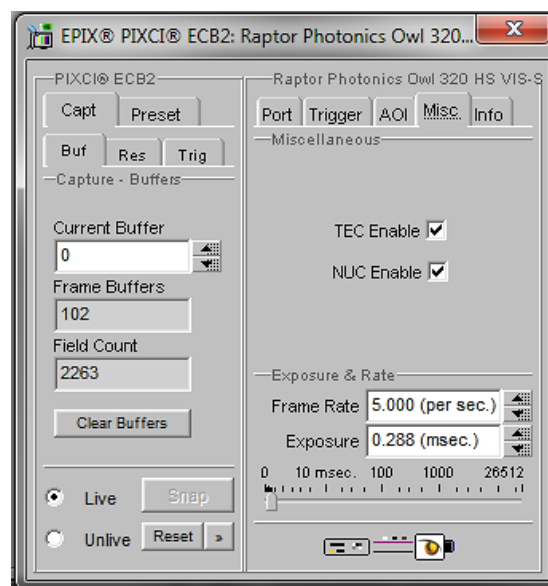 EPIX® PIXCI® ECB2: Raptor Photonics Owl 320...
PIXCI® ECB2
Capt Preset
Buf Res Trig
Capture - Buffers
Current Buffer
0
Frame Buffers
102
Field Count
2263
Clear Buffers
Live Snap
Unlive Reset »
Raptor Photonics Owl 320 HS VIS-S
Port Trigger AOI Misc. Info
Miscellaneous
TEC Enable
NUC Enable
Exposure & Rate
Frame Rate 5.000 (per sec.)
Exposure 0.288 (msec.)
0 10 msec. 100 1000 26512